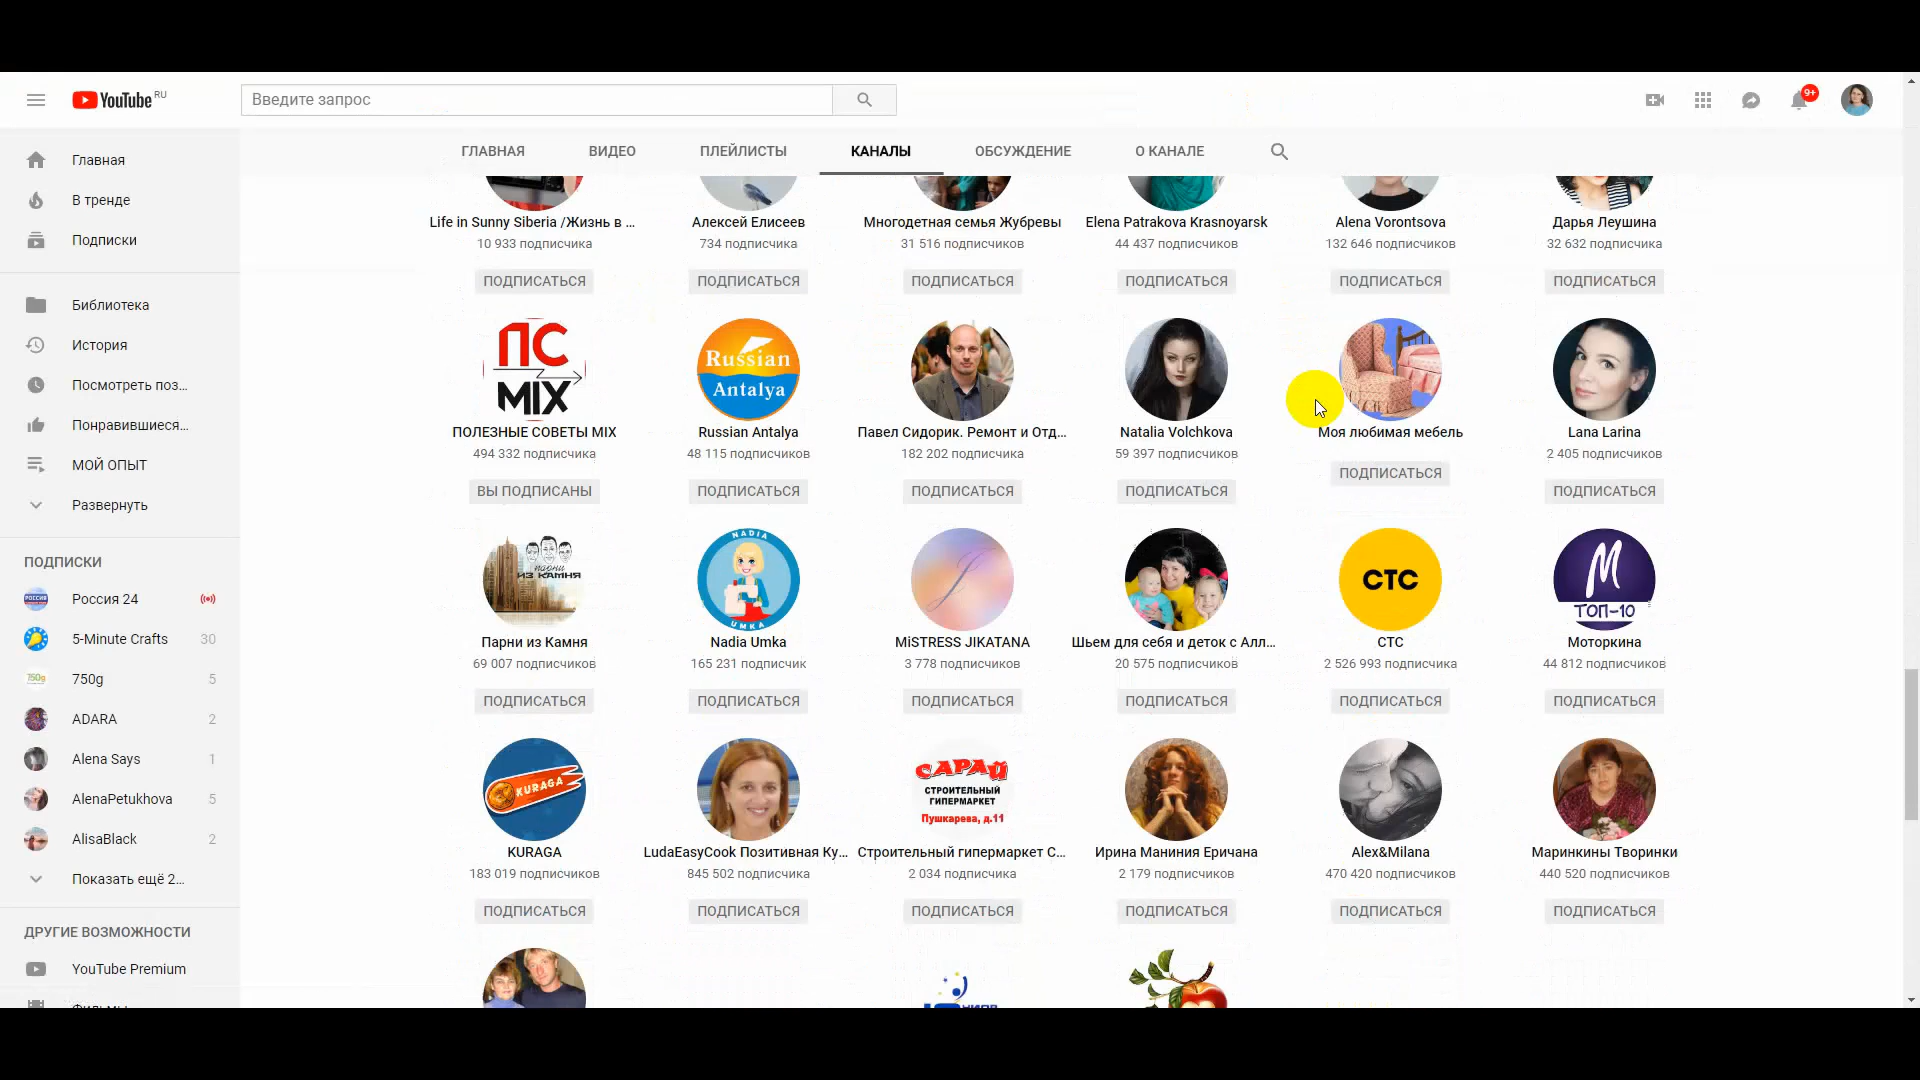 YouTube RU
Введите запрос
9+
Главная
В тренде
Подписки
Библиотека
История
Посмотреть поз...
Понравившиеся...
МОЙ ОПЫТ
Развернуть
ПОДПИСКИ
РОССИЯ Россия 24
5-Minute Crafts 30
750g 750g 5
ADARA 2
Alena Says 1
AlenaPetukhova 5
AlisaBlack 2
Показать ещё 2...
ДРУГИЕ ВОЗМОЖНОСТИ
YouTube Premium
Фильмы
ГЛАВНАЯ ВИДЕО ПЛЕЙЛИСТЫ КАНАЛЫ ОБСУЖДЕНИЕ О КАНАЛЕ
Life in Sunny Siberia /Жизнь в ... Алексей Елисеев Многодетная семья Жубревы Elena Patrakova Krasnoyarsk Alena Vorontsova Дарья Леушина
10 933 подписчика 734 подписчика 31 516 подписчиков 44 437 подписчиков 132 646 подписчиков 32 632 подписчика
ПОДПИСАТЬСЯ ПОДПИСАТЬСЯ ПОДПИСАТЬСЯ ПОДПИСАТЬСЯ ПОДПИСАТЬСЯ ПОДПИСАТЬСЯ
ПС
MIX
Russian
Antalya
ПОЛЕЗНЫЕ СОВЕТЫ MIX Russian Antalya Павел Сидорик. Ремонт и Отд... Natalia Volchkova Моя любимая мебель Lana Larina
494 332 подписчика 48 115 подписчиков 182 202 подписчика 59 397 подписчиков 2 405 подписчиков
ВЫ ПОДПИСАНЫ ПОДПИСАТЬСЯ ПОДПИСАТЬСЯ ПОДПИСАТЬСЯ ПОДПИСАТЬСЯ ПОДПИСАТЬСЯ
парни
ИЗ КАМНЯ
NADIA
UMKA
J
СТС
М
ТОП-10
Парни из Камня Nadia Umka MiSTRESS JIKATANA Шьем для себя и деток с Алл... СТС Моторкина
69 007 подписчиков 165 231 подписчик 3 778 подписчиков 20 575 подписчиков 2 526 993 подписчика 44 812 подписчиков
ПОДПИСАТЬСЯ ПОДПИСАТЬСЯ ПОДПИСАТЬСЯ ПОДПИСАТЬСЯ ПОДПИСАТЬСЯ ПОДПИСАТЬСЯ
KURAGA
САРАЙ
СТРОИТЕЛЬНЫЙ
ГИПЕРМАРКЕТ
Пушкарева, д.11
KURAGA LudaEasyCook Позитивная Ку... Строительный гипермаркет С... Ирина Маниния Еричана Alex&Milana Маринкины Творинки
183 019 подписчиков 845 502 подписчика 2 034 подписчика 2 179 подписчиков 470 420 подписчиков 440 520 подписчиков
ПОДПИСАТЬСЯ ПОДПИСАТЬСЯ ПОДПИСАТЬСЯ ПОДПИСАТЬСЯ ПОДПИСАТЬСЯ ПОДПИСАТЬСЯ